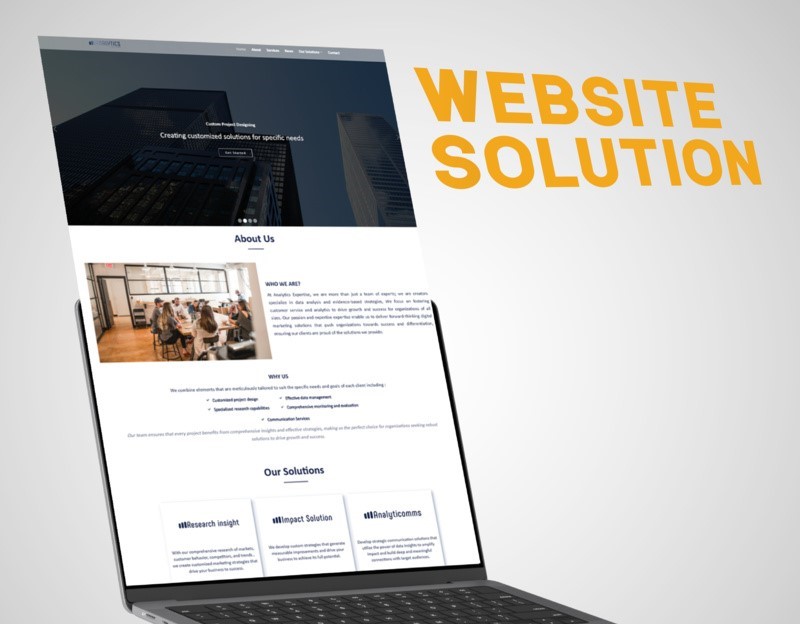 Home About Services News Our Solutions Contact
WEBSITE
SOLUTION
Custom Project Designing
Creating customized solutions for specific needs
Get Started
About Us
WHO WE ARE?
At Analytics Expertise, we are more than just a team of experts; we are creators
specialize in data analysis and evidence-based strategies. We focus on fostering
customer service and analytics to drive growth and success for organizations of all
sizes. Our passion and expertise enable us to deliver forward-thinking digital
marketing solutions that push organizations towards success and differentiation,
ensuring our clients are proud of the solutions we provide.
WHY US
We combine elements that are meticulously tailored to suit the specific needs and goals of each client including :
Customized project design Effective data management
Specialized research capabilities Comprehensive monitoring and evaluation
Communication Services
Our team ensures that every project benefits from comprehensive insights and effective strategies, making us the perfect choice for organizations seeking robust
solutions to drive growth and success.
Our Solutions
Research insight Impact Solution Analyticomms
With our comprehensive research of markets,
customer behavior, competitors, and trends,
we create customized marketing strategies that
drive your business to success.
We develop custom strategies that generate
measurable improvements and drive your
business to achieve its full potential.
Develop strategic communication solutions that
utilize the power of data insights to amplify
impact and build deep and meaningful
connections with target audiences.